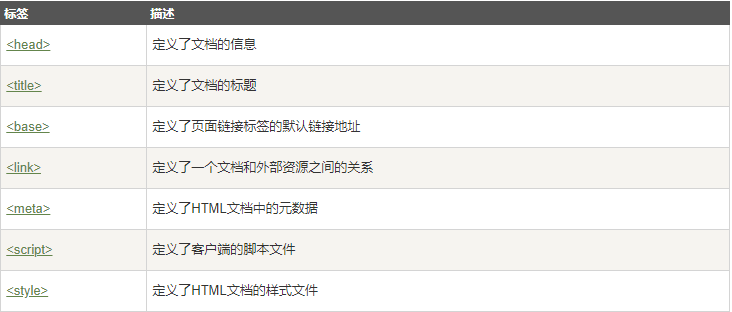 标签 描述
<head> 定义了文档的信息
<title> 定义了文档的标题
<base> 定义了页面链接标签的默认链接地址
<link> 定义了一个文档和外部资源之间的关系
<meta> 定义了HTML文档中的元数据
<script> 定义了客户端的脚本文件
<style> 定义了HTML文档的样式文件